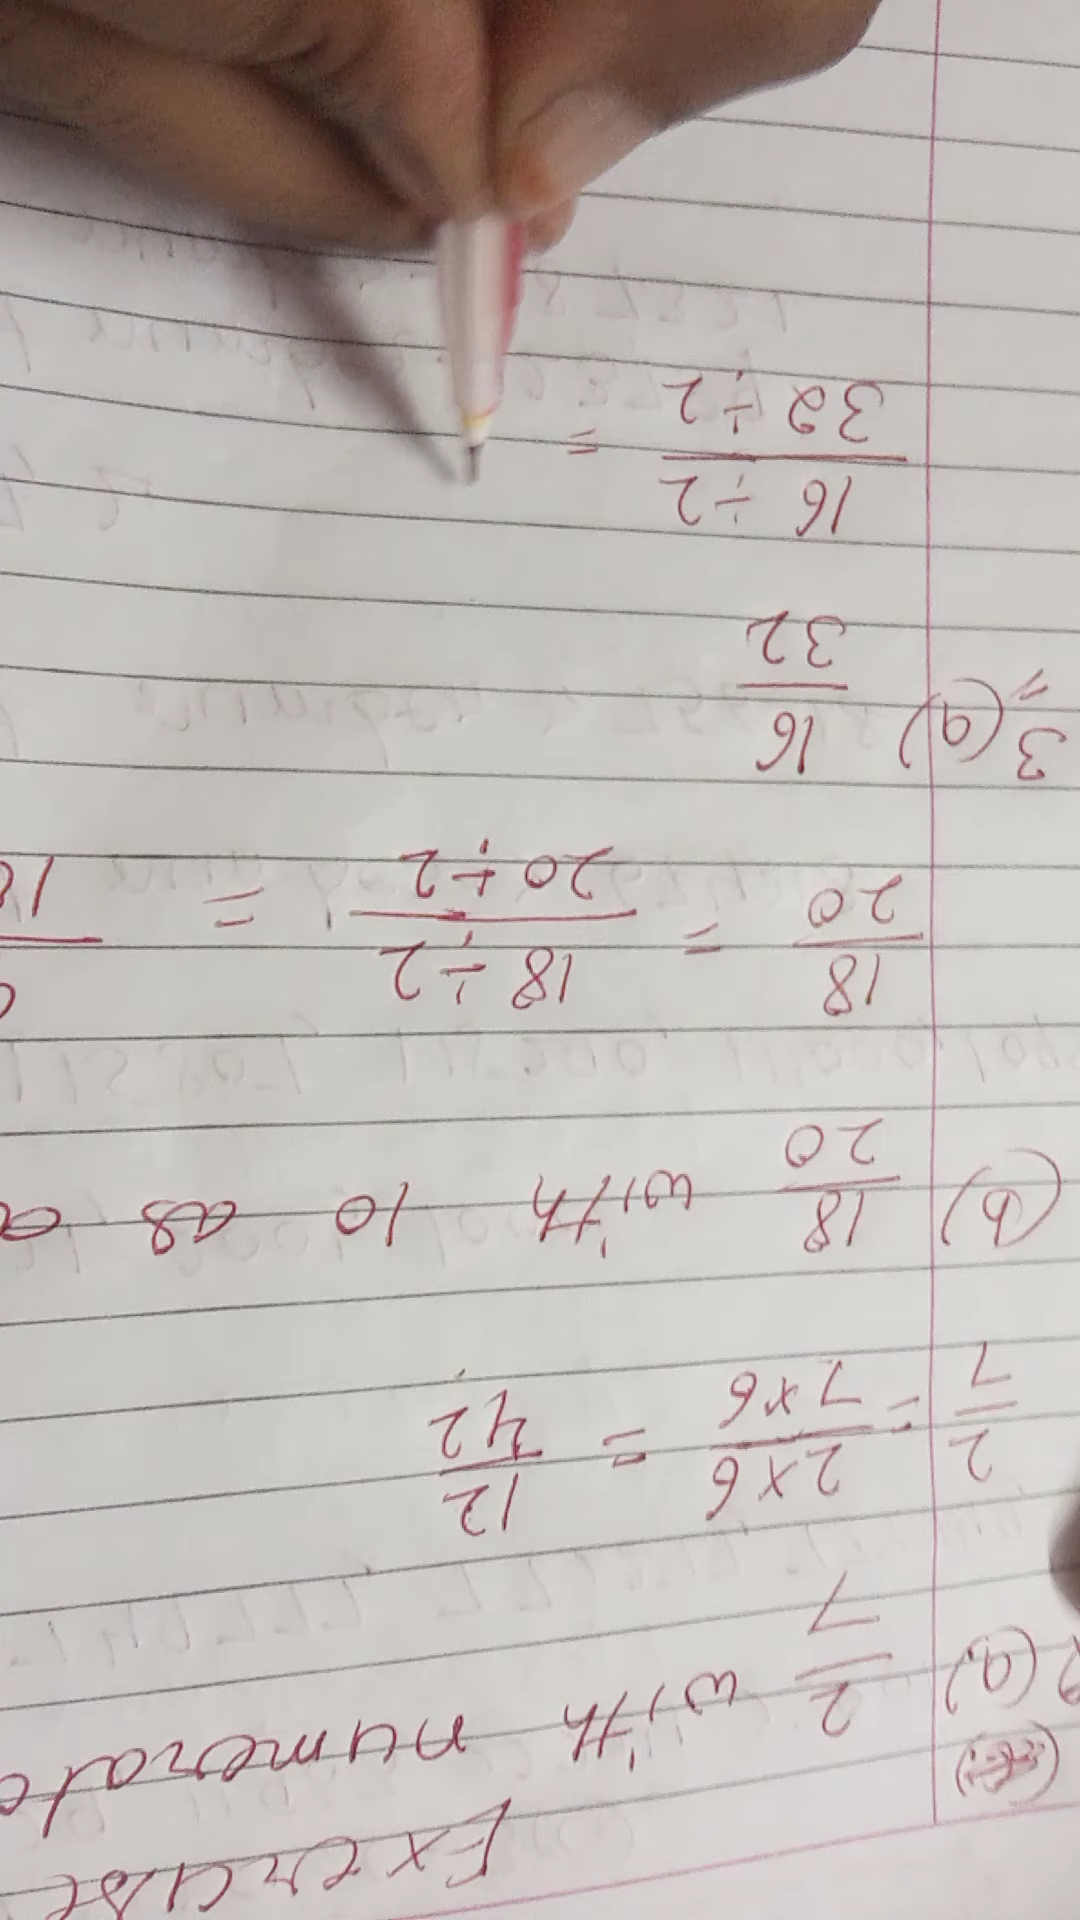 Exercise
2(a) 2/7 with numerato
2/7 = 2×6/7×6 = 12/42
(b) 18/20 with 10 as a
18/20 = 18÷2/20÷2 =
3(a) 16/32
16÷2/32÷2 =